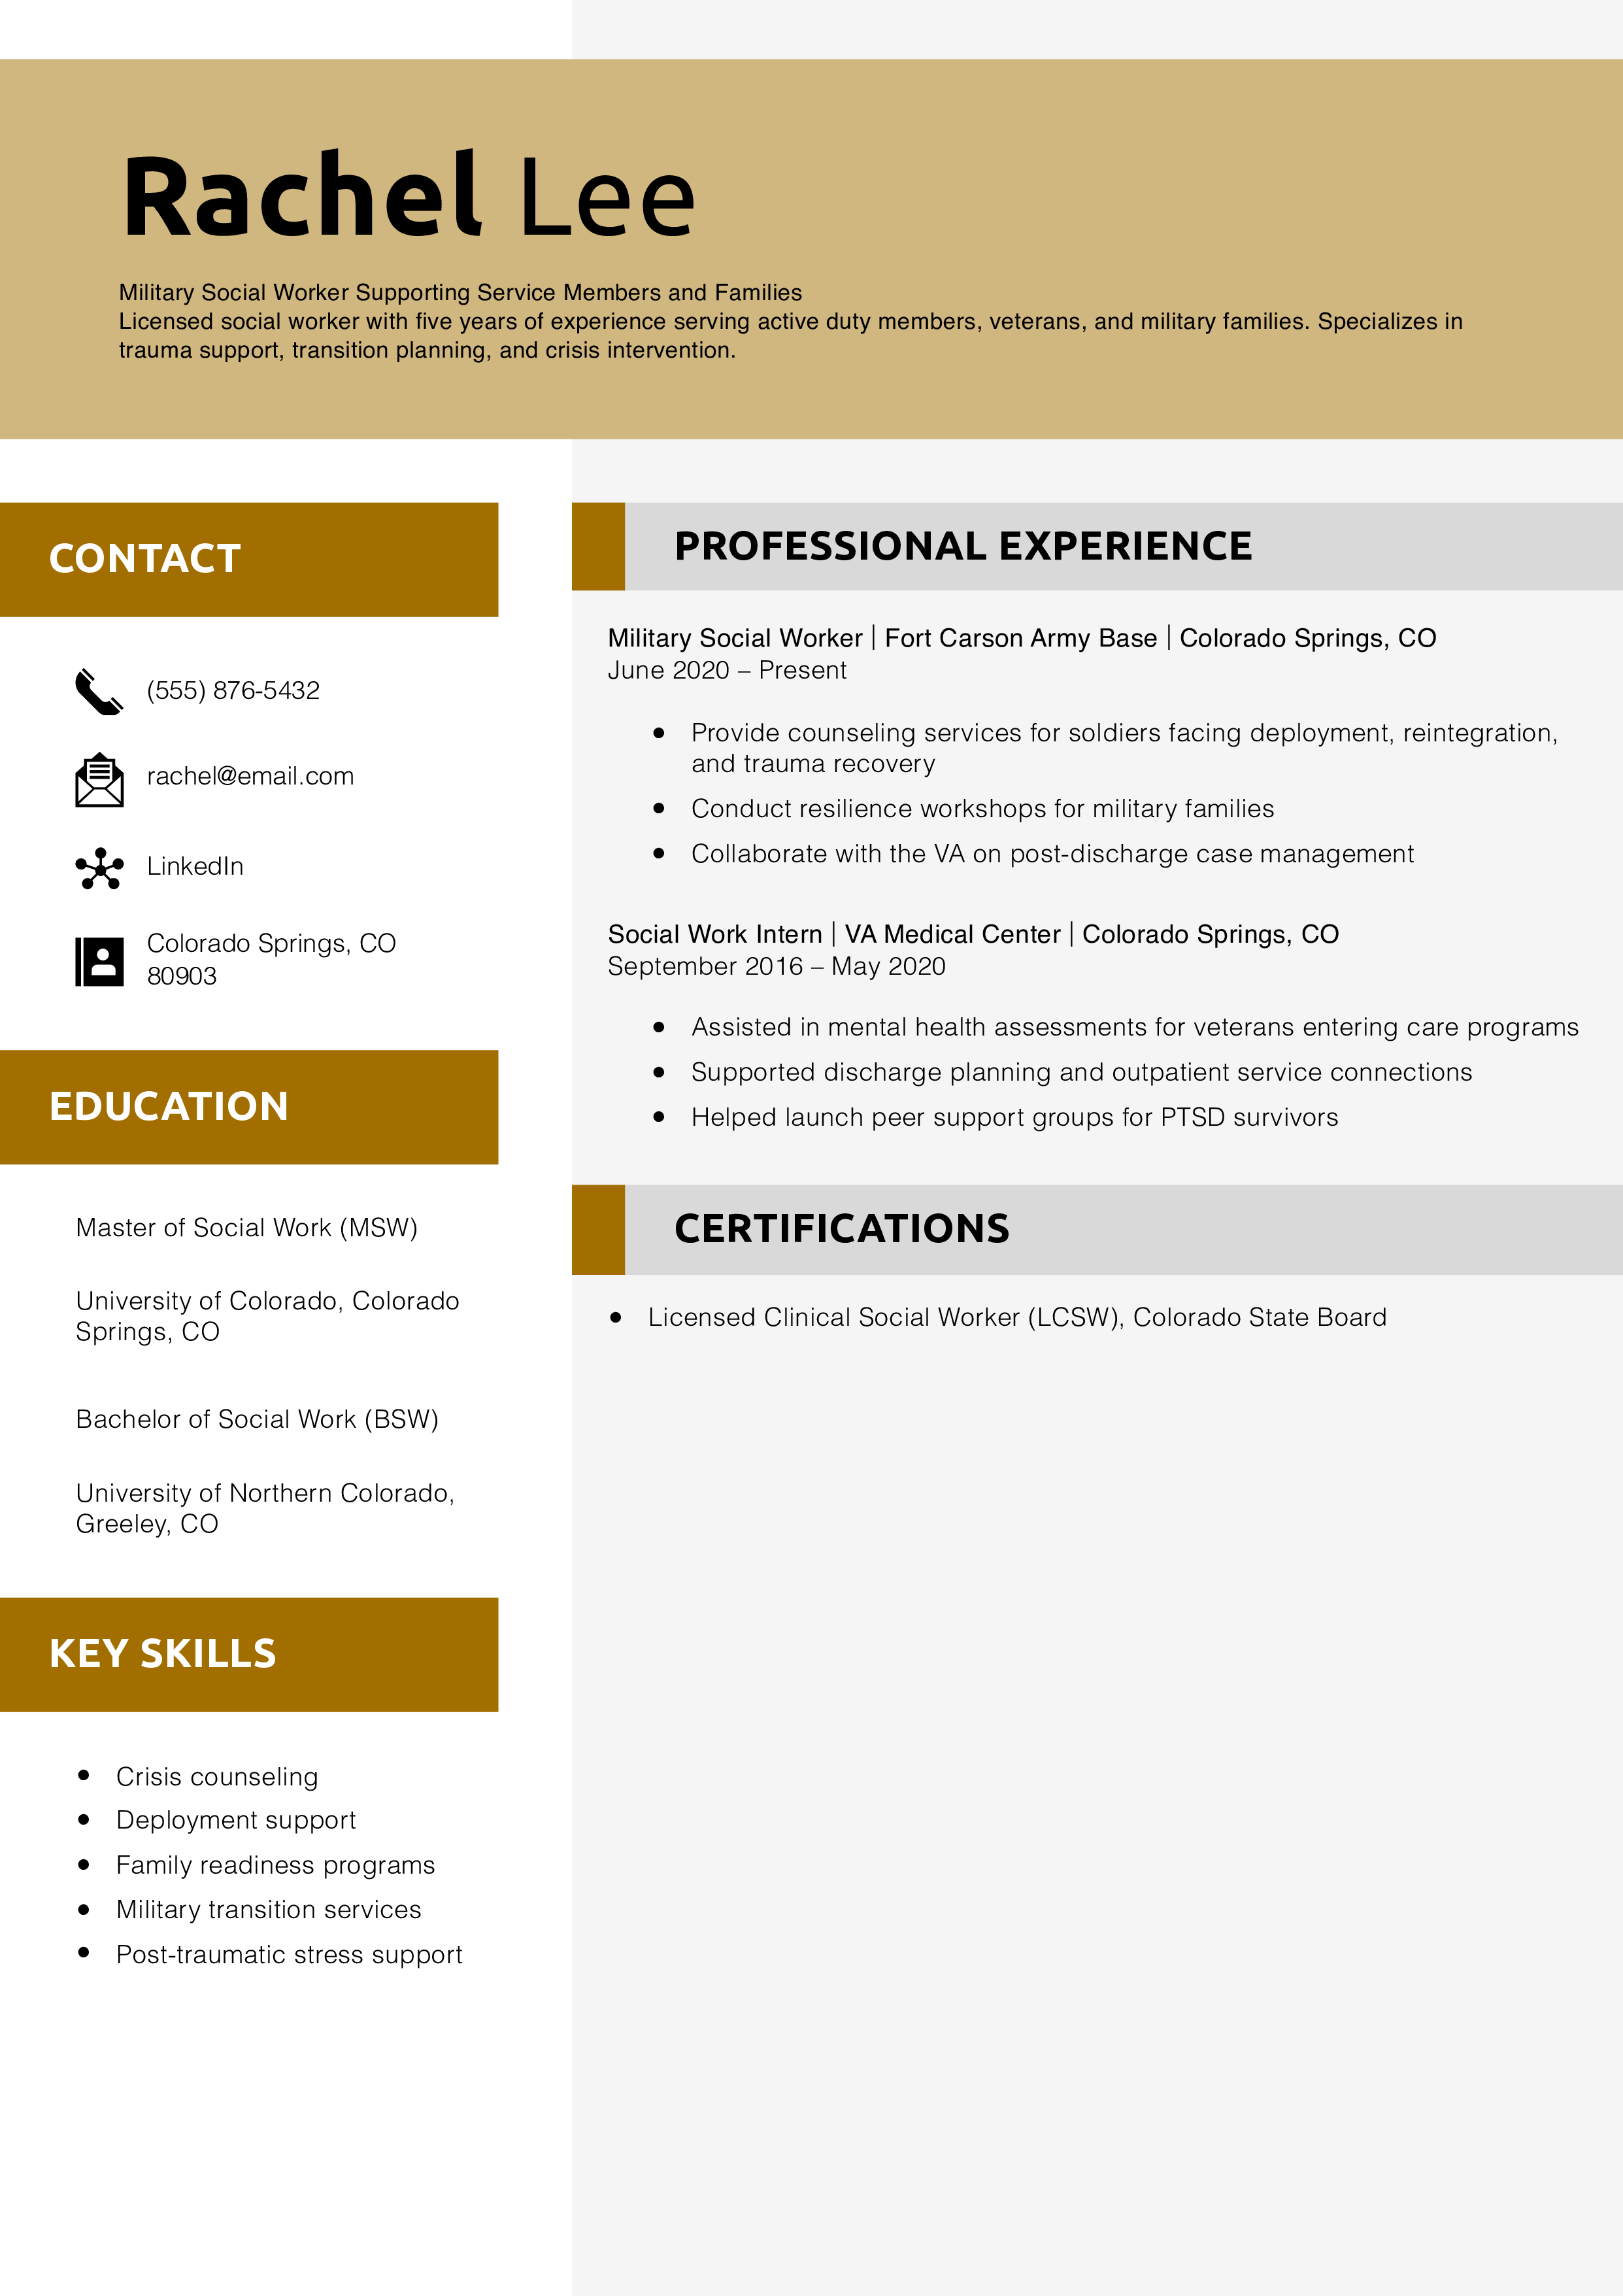 Rachel Lee
Military Social Worker Supporting Service Members and Families
Licensed social worker with five years of experience serving active duty members, veterans, and military families. Specializes in
trauma support, transition planning, and crisis intervention.
CONTACT
(555) 876-5432
rachel@email.com
LinkedIn
Colorado Springs, CO
80903
EDUCATION
Master of Social Work (MSW)
University of Colorado, Colorado
Springs, CO
Bachelor of Social Work (BSW)
University of Northern Colorado,
Greeley, CO
KEY SKILLS
• Crisis counseling
• Deployment support
• Family readiness programs
• Military transition services
• Post-traumatic stress support
PROFESSIONAL EXPERIENCE
Military Social Worker | Fort Carson Army Base | Colorado Springs, CO
June 2020 – Present
• Provide counseling services for soldiers facing deployment, reintegration,
and trauma recovery
• Conduct resilience workshops for military families
• Collaborate with the VA on post-discharge case management
Social Work Intern | VA Medical Center | Colorado Springs, CO
September 2016 – May 2020
• Assisted in mental health assessments for veterans entering care programs
• Supported discharge planning and outpatient service connections
• Helped launch peer support groups for PTSD survivors
CERTIFICATIONS
• Licensed Clinical Social Worker (LCSW), Colorado State Board